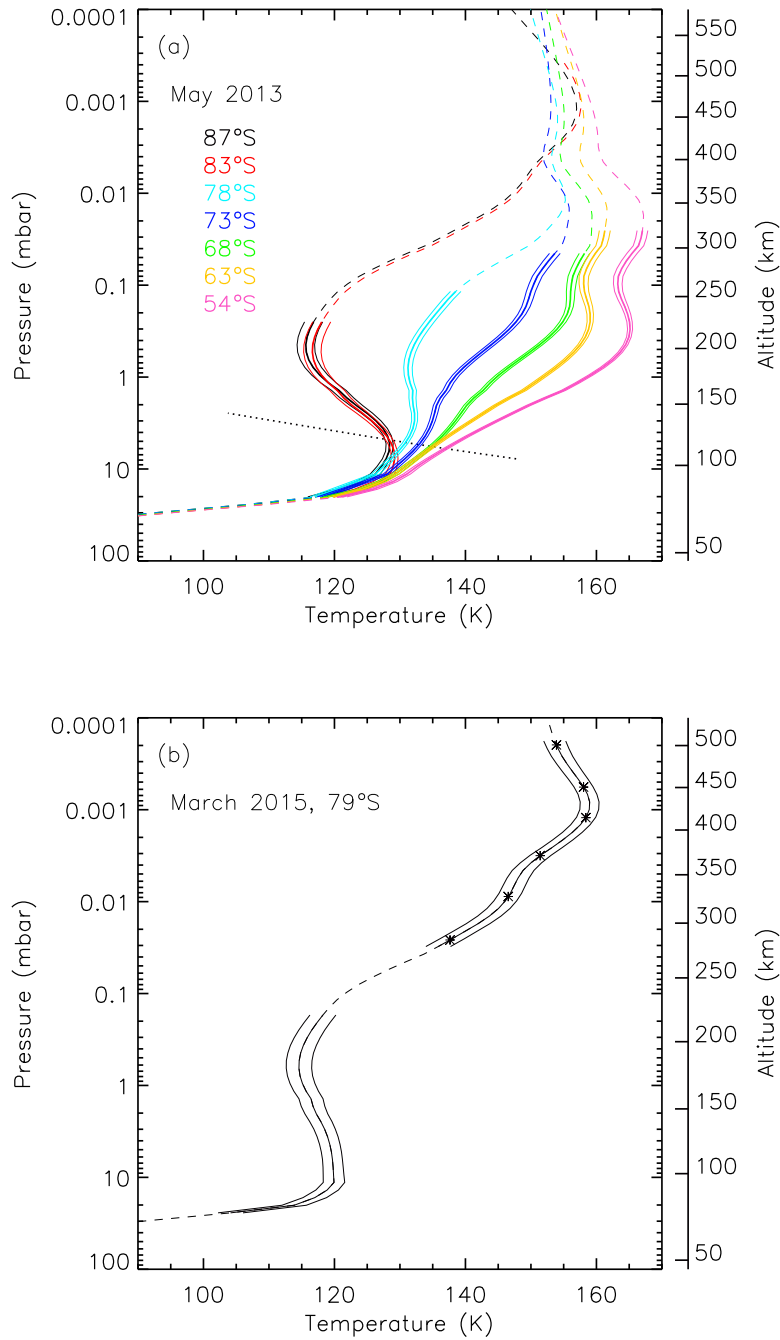 (a)
May 2013
87°S
83°S
78°S
73°S
68°S
63°S
54°S
0.0001
0.001
0.01
0.1
1
10
100
Pressure (mbar)
100 120 140 160
Temperature (K)
500
450
400
350
300
250
200
150
100
50
550
Altitude (km)
(b)
March 2015, 79°S
0.0001
0.001
0.01
0.1
1
10
100
Pressure (mbar)
100 120 140 160
Temperature (K)
500
450
400
350
300
250
200
150
100
50
Altitude (km)